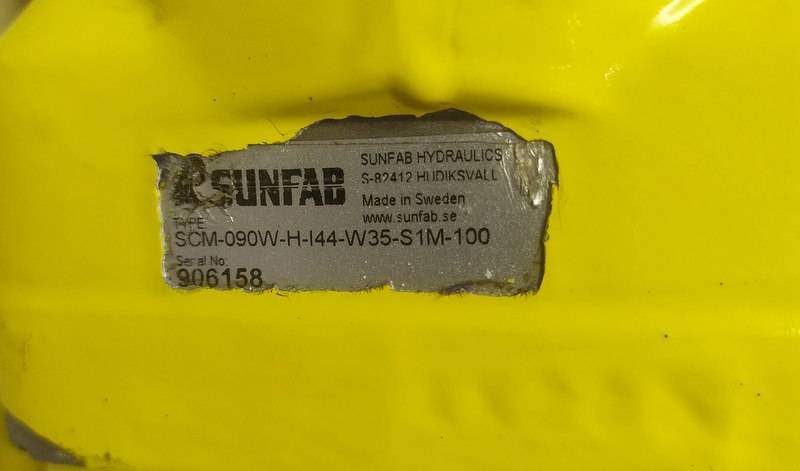 SUNFAB
SUNFAB HYDRAULICS
S-82412 HUDIKSVALL
Made in Sweden
www.sunfab.se
TYPE
SCM-090W-H-I44-W35-S1M-100
Serial No:
906158